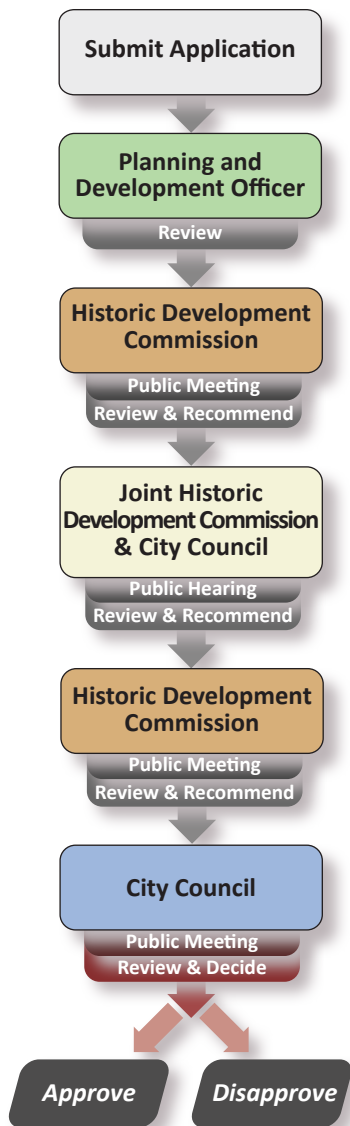 Submit Application
Planning and
Development Officer
Review
Historic Development
Commission
Public Meeting
Review & Recommend
Joint Historic
Development Commission
& City Council
Public Hearing
Review & Recommend
Historic Development
Commission
Public Meeting
Review & Recommend
City Council
Public Meeting
Review & Decide
Approve
Disapprove